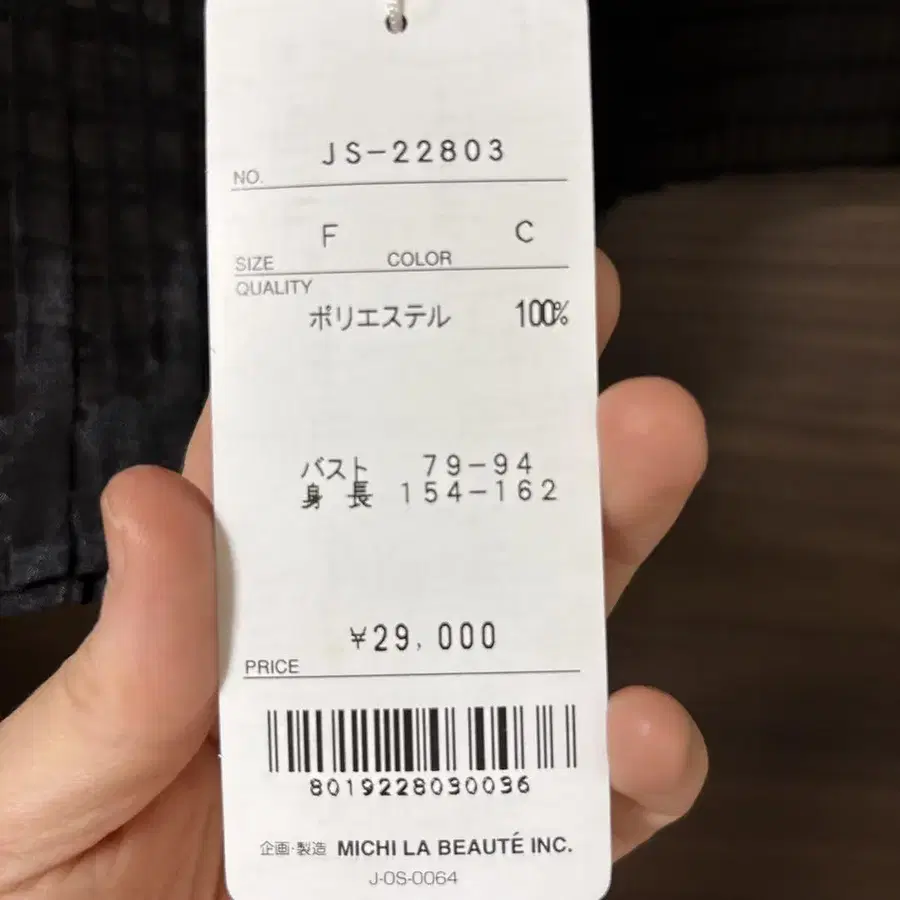 JS-22803
NO.
F C
SIZE COLOR
QUALITY
ポリエステル 100%
バスト 79-94
身 長 154-162
¥29,000
PRICE
8019228030036
企画・製造 MICHI LA BEAUTÉ INC.
J-OS-0064